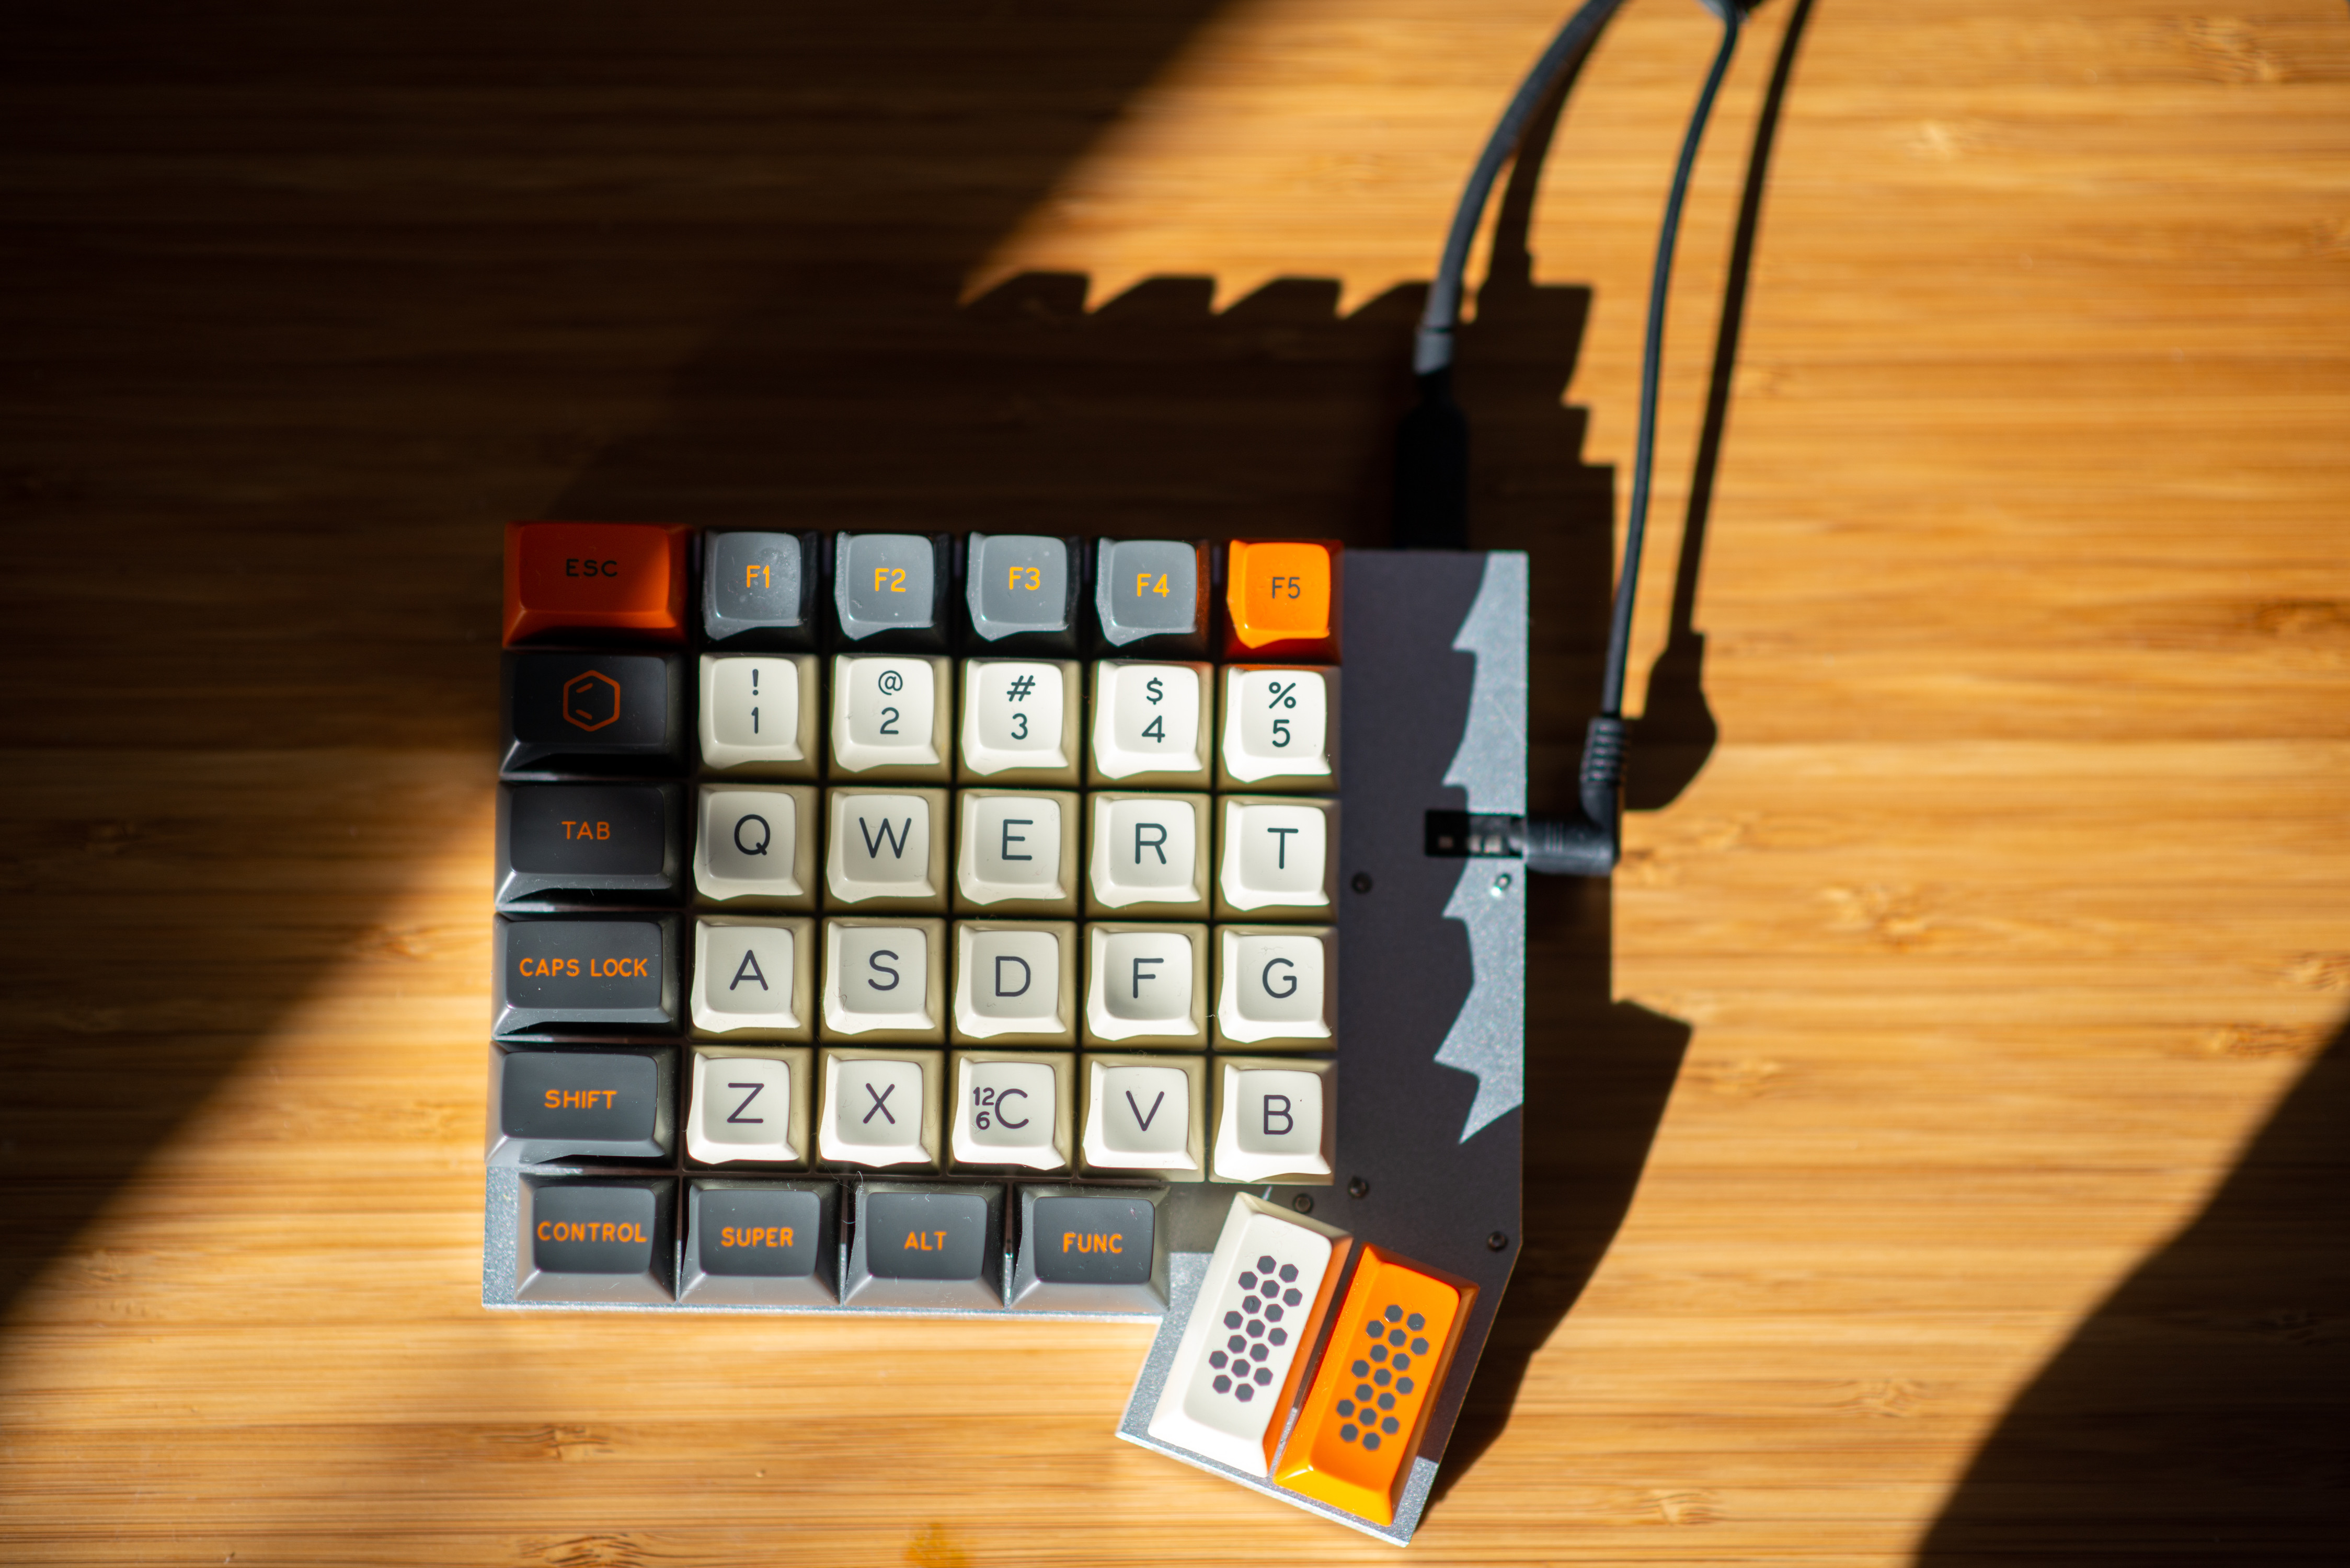 ESC F1 F2 F3 F4 F5
! @ # $ %
1 2 3 4 5
TAB Q W E R T
CAPS LOCK A S D F G
SHIFT Z X 12 6 C V B
CONTROL SUPER ALT FUNC